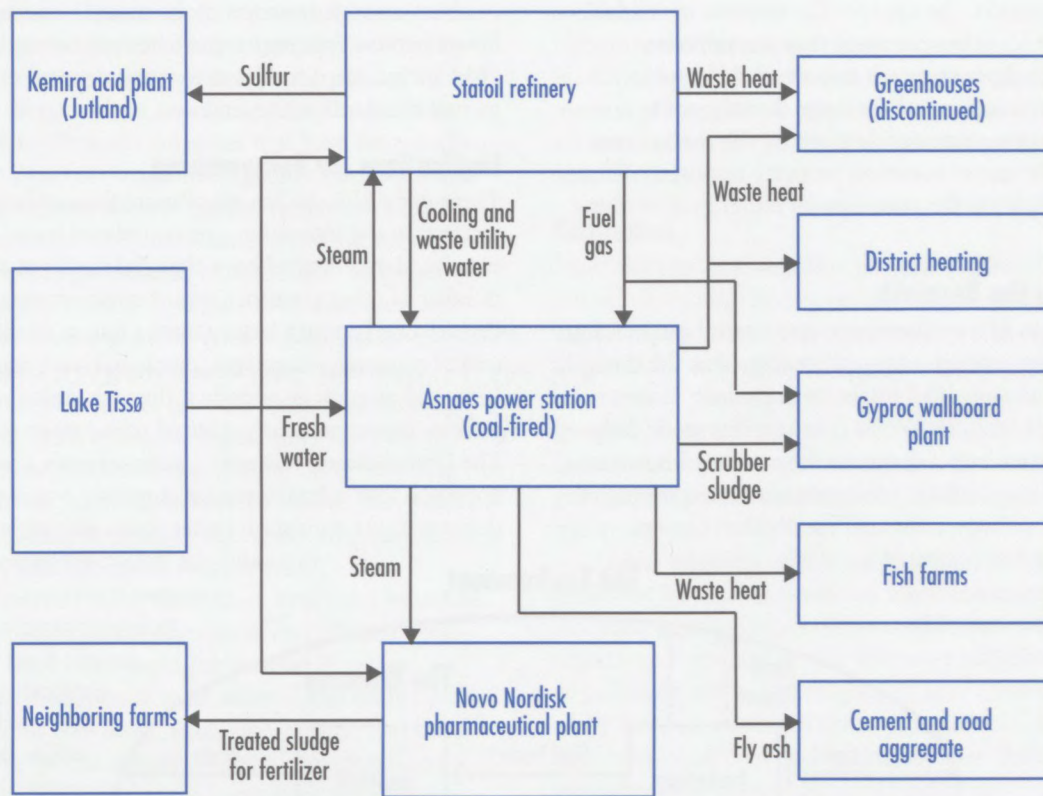 Kemira acid plant
(Jutland)
Sulfur
Statoil refinery
Waste heat
Greenhouses
(discontinued)
Steam
Cooling and
waste utility
water
Fuel
gas
Waste heat
District heating
Lake Tissø
Fresh
water
Asnaes power station
(coal-fired)
Gyproc wallboard
plant
Scrubber
sludge
Steam
Waste heat
Fish farms
Neighboring farms
Treated sludge
for fertilizer
Novo Nordisk
pharmaceutical plant
Fly ash
Cement and road
aggregate